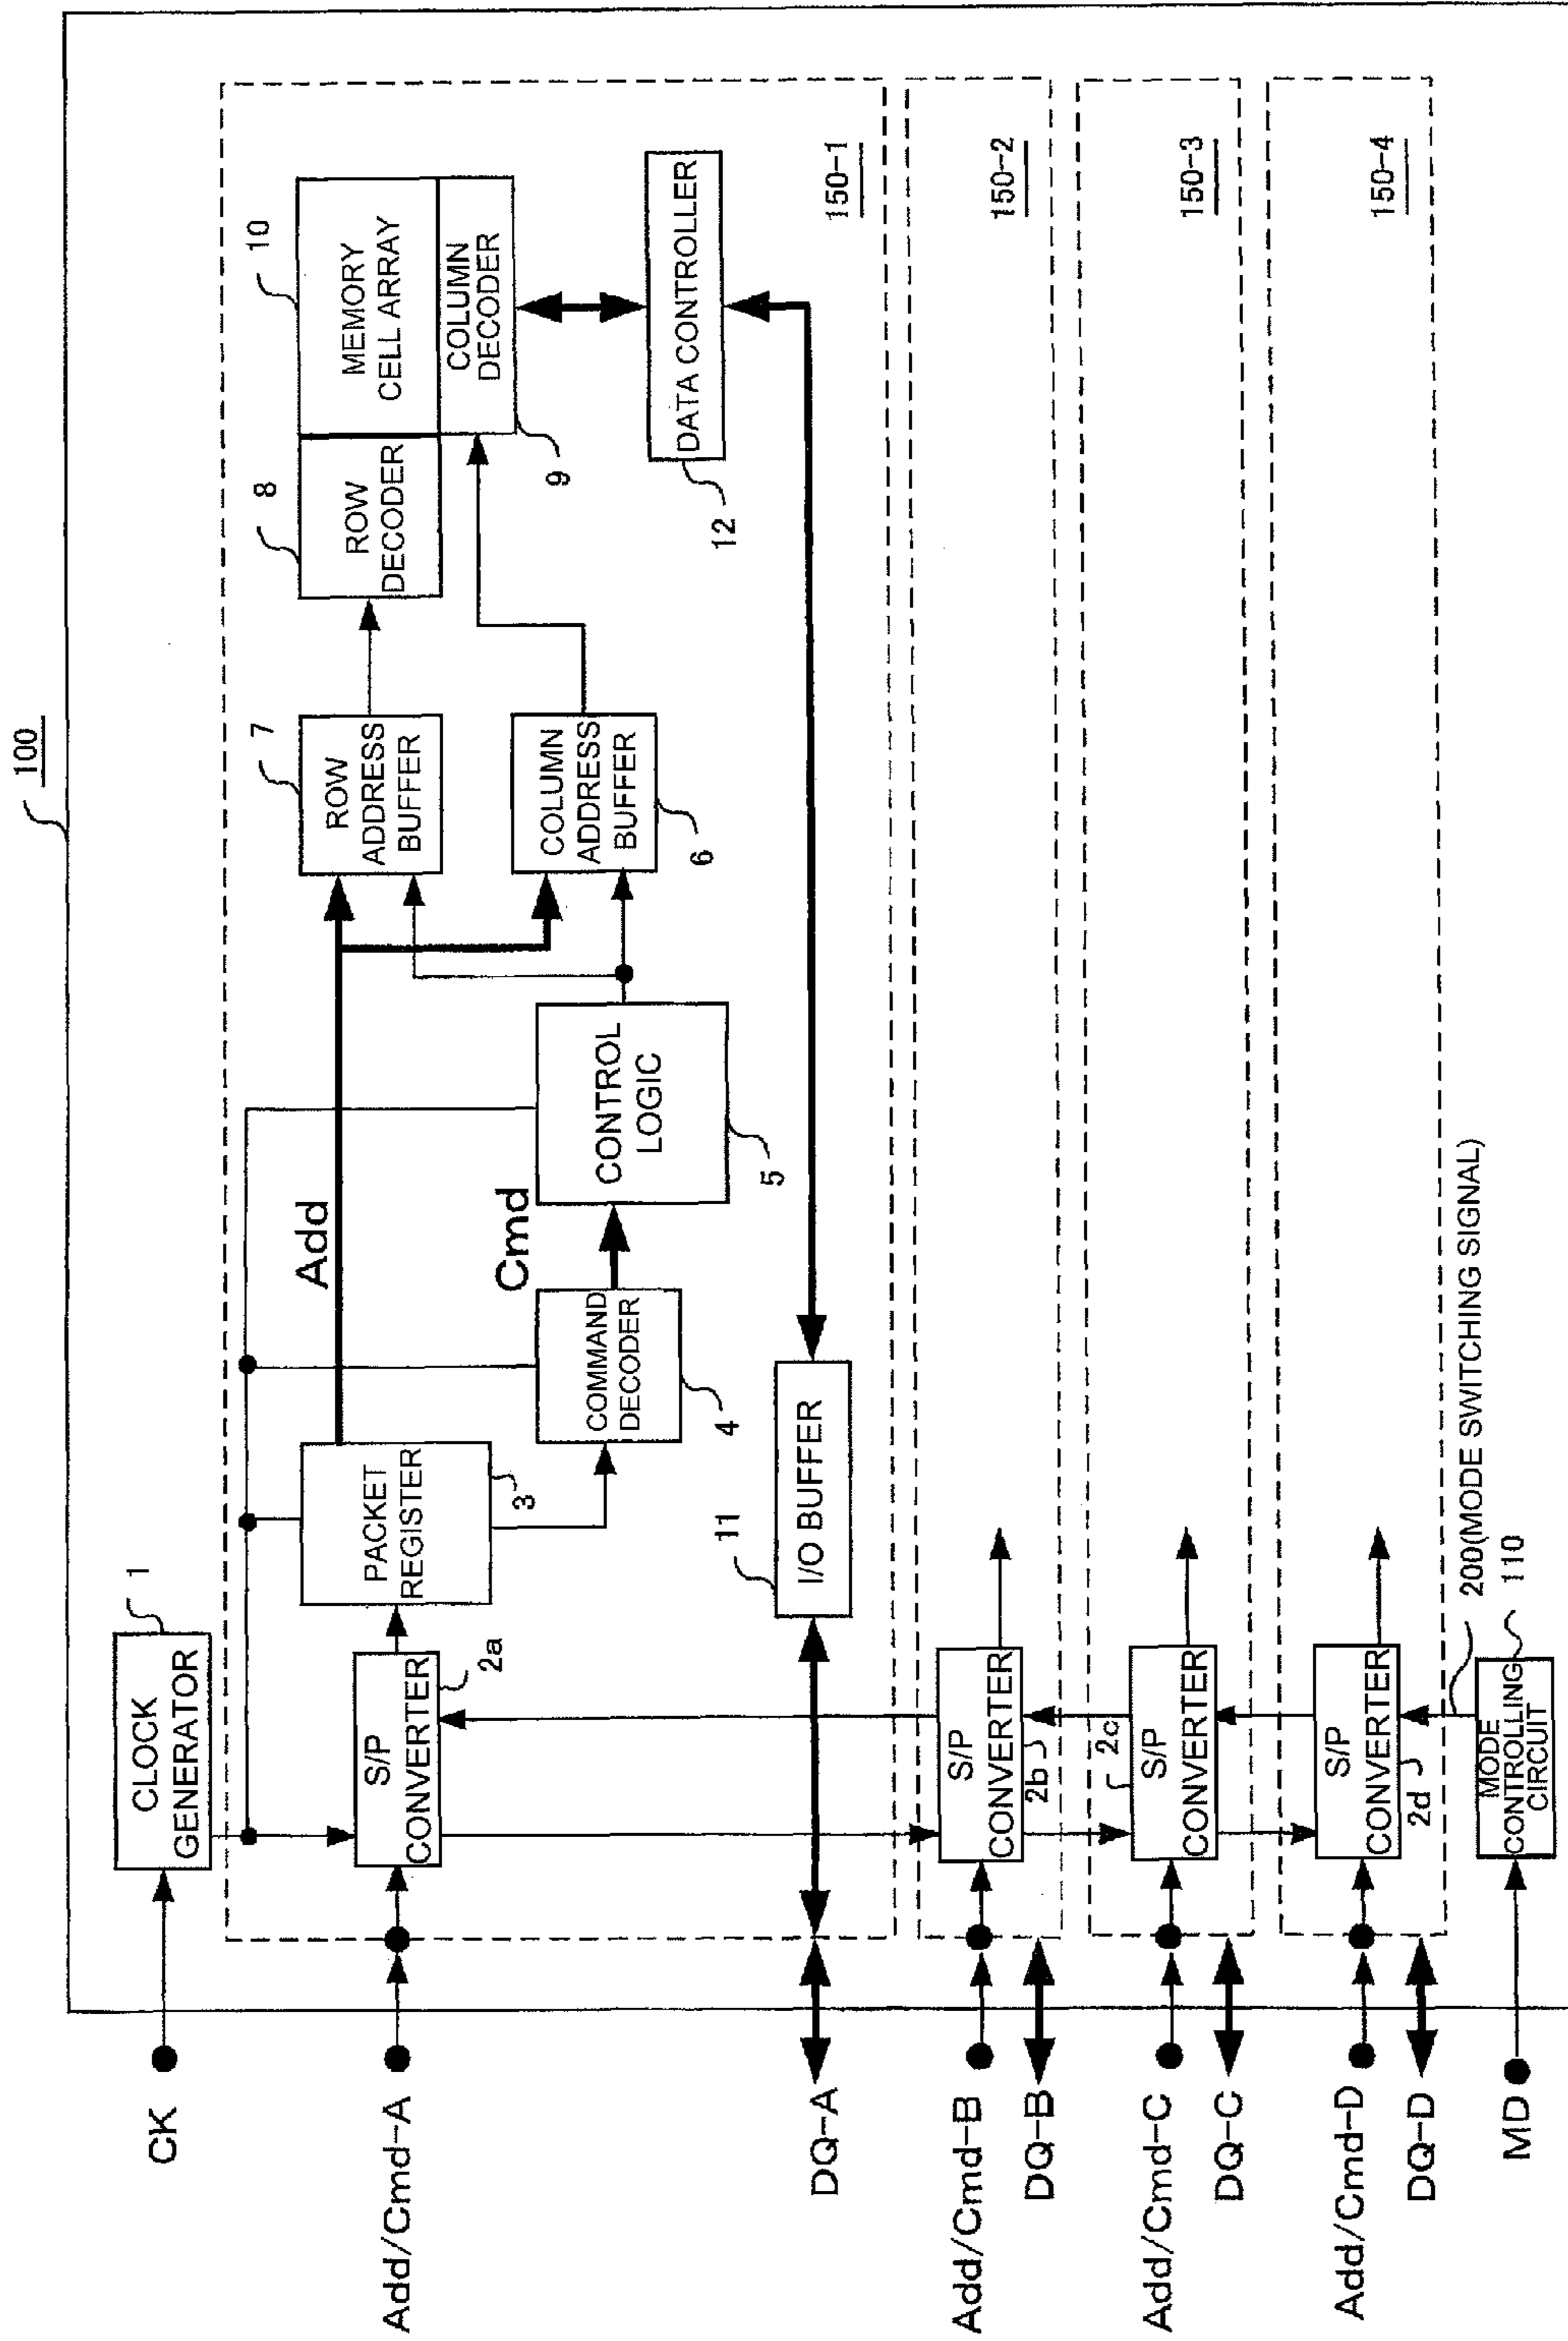 100
CK
CLOCK
GENERATOR
1
Add/Cmd-A
S/P
CONVERTER
2a
PACKET
REGISTER
3
Add
COMMAND
DECODER
4
Cmd
CONTROL
LOGIC
5
ROW
ADDRESS
BUFFER
7
COLUMN
ADDRESS
BUFFER
6
ROW
DECODER
8
MEMORY
CELL ARRAY
10
COLUMN
DECODER
9
DATA CONTROLLER
12
DQ-A
I/O BUFFER
11
150-1
Add/Cmd-B
DQ-B
S/P
CONVERTER
2b
150-2
Add/Cmd-C
DQ-C
S/P
CONVERTER
2c
150-3
Add/Cmd-D
DQ-D
S/P
CONVERTER
2d
150-4
200(MODE SWITCHING SIGNAL)
MD
MODE
CONTROLLING
CIRCUIT
110